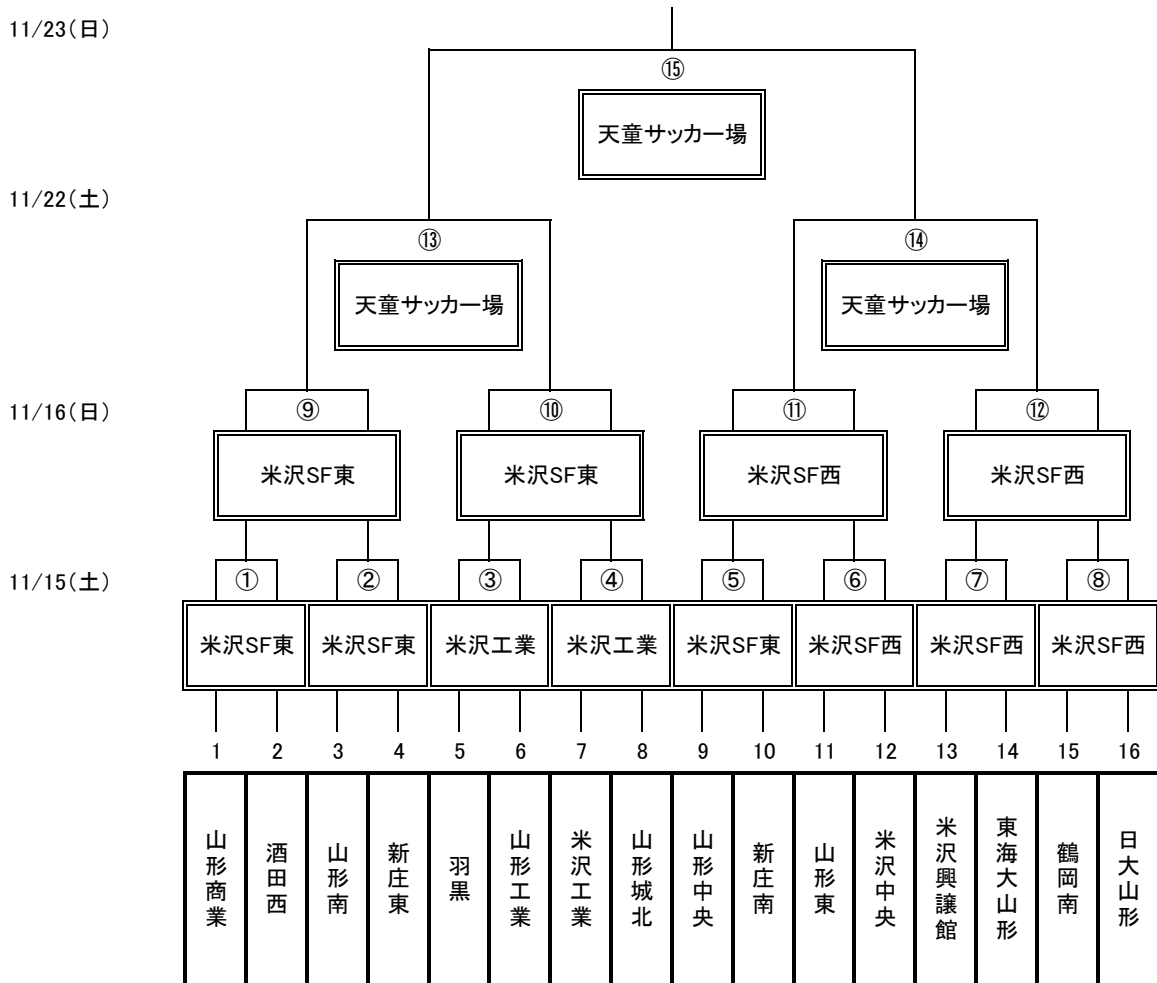 11/23(日)
⑮
天童サッカー場
11/22(土)
⑬ ⑭
天童サッカー場 天童サッカー場
11/16(日)
⑨ ⑩ ⑪ ⑫
米沢SF東 米沢SF東 米沢SF西 米沢SF西
11/15(土)
① ② ③ ④ ⑤ ⑥ ⑦ ⑧
米沢SF東 米沢SF東 米沢工業 米沢工業 米沢SF東 米沢SF西 米沢SF西 米沢SF西
1 2 3 4 5 6 7 8 9 10 11 12 13 14 15 16
山形商業
酒田西
山形南
新庄東
羽黒
山形工業
米沢工業
山形城北
山形中央
新庄南
山形東
米沢中央
米沢興譲館
東海大山形
鶴岡南
日大山形